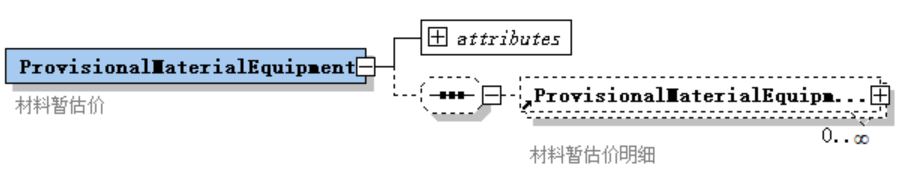 attributes
ProvisionalMaterialEquipment
材料暂估价
ProvisionalMaterialEquipm...
0..∞
材料暂估价明细